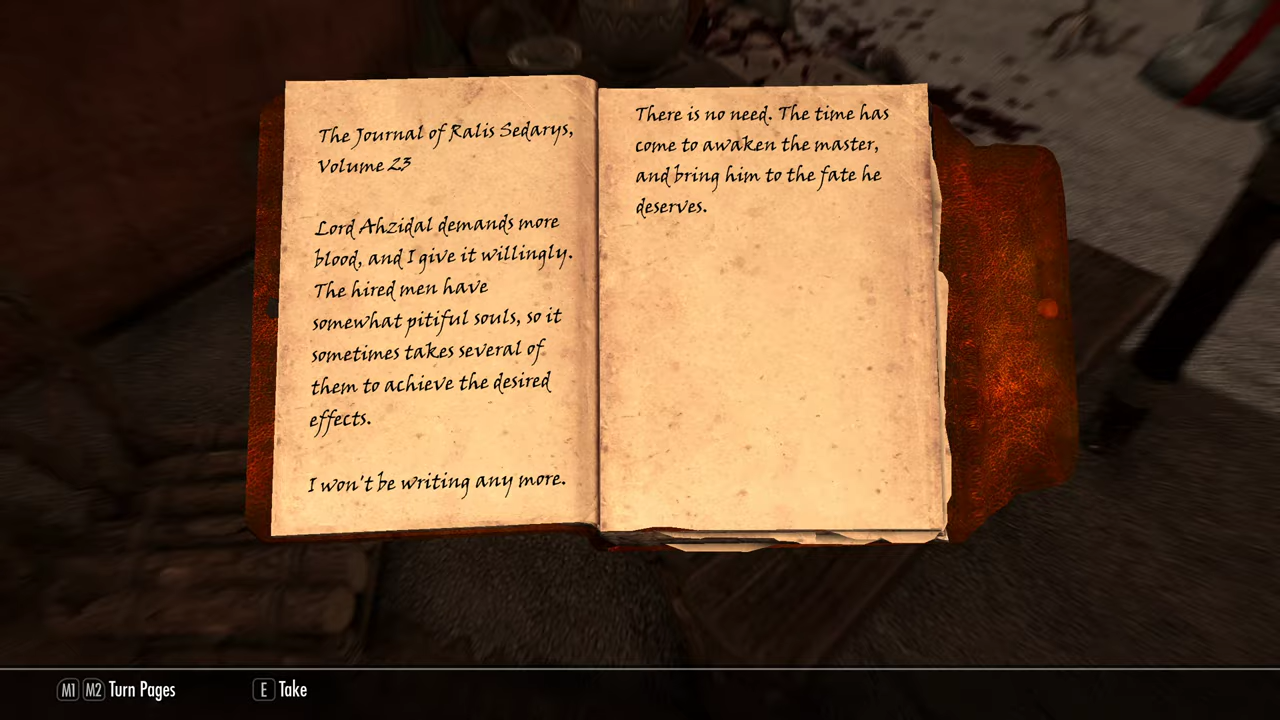 The Journal of Ralis Sedarys,
Volume 23
Lord Ahzidal demands more
blood, and I give it willingly.
The hired men have
somewhat pitiful souls, so it
sometimes takes several of
them to achieve the desired
effects.
I won't be writing any more.
There is no need. The time has
come to awaken the master,
and bring him to the fate he
deserves.
M1 M2 Turn Pages
E Take